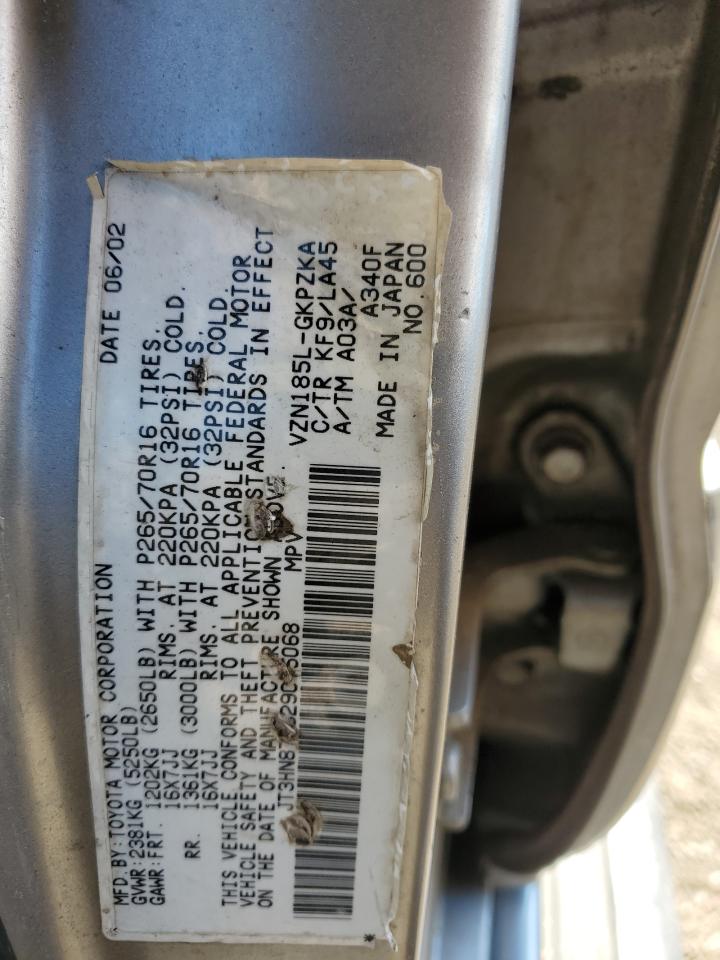 MFD. BY: TOYOTA MOTOR CORPORATION DATE 06/02
GVWR: 2381KG (5250LB)
GAWR: FRT. 1202KG (2650LB) WITH P265/70R16 TIRES,
16X7JJ RIMS, AT 220KPA (32PSI) COLD.
RR. 1361KG (3000LB) WITH P265/70R16 TIRES,
16X7JJ RIMS, AT 220KPA (32PSI) COLD.
THIS VEHICLE CONFORMS TO ALL APPLICABLE FEDERAL MOTOR
VEHICLE SAFETY AND THEFT PREVENTION STANDARDS IN EFFECT
ON THE DATE OF MANUFACTURE SHOWN ABOVE.
MPV
VZN185L-GKPZKA
C/TR KF9/LA45
A/TM A03A/
A340F
MADE IN JAPAN
NO.600